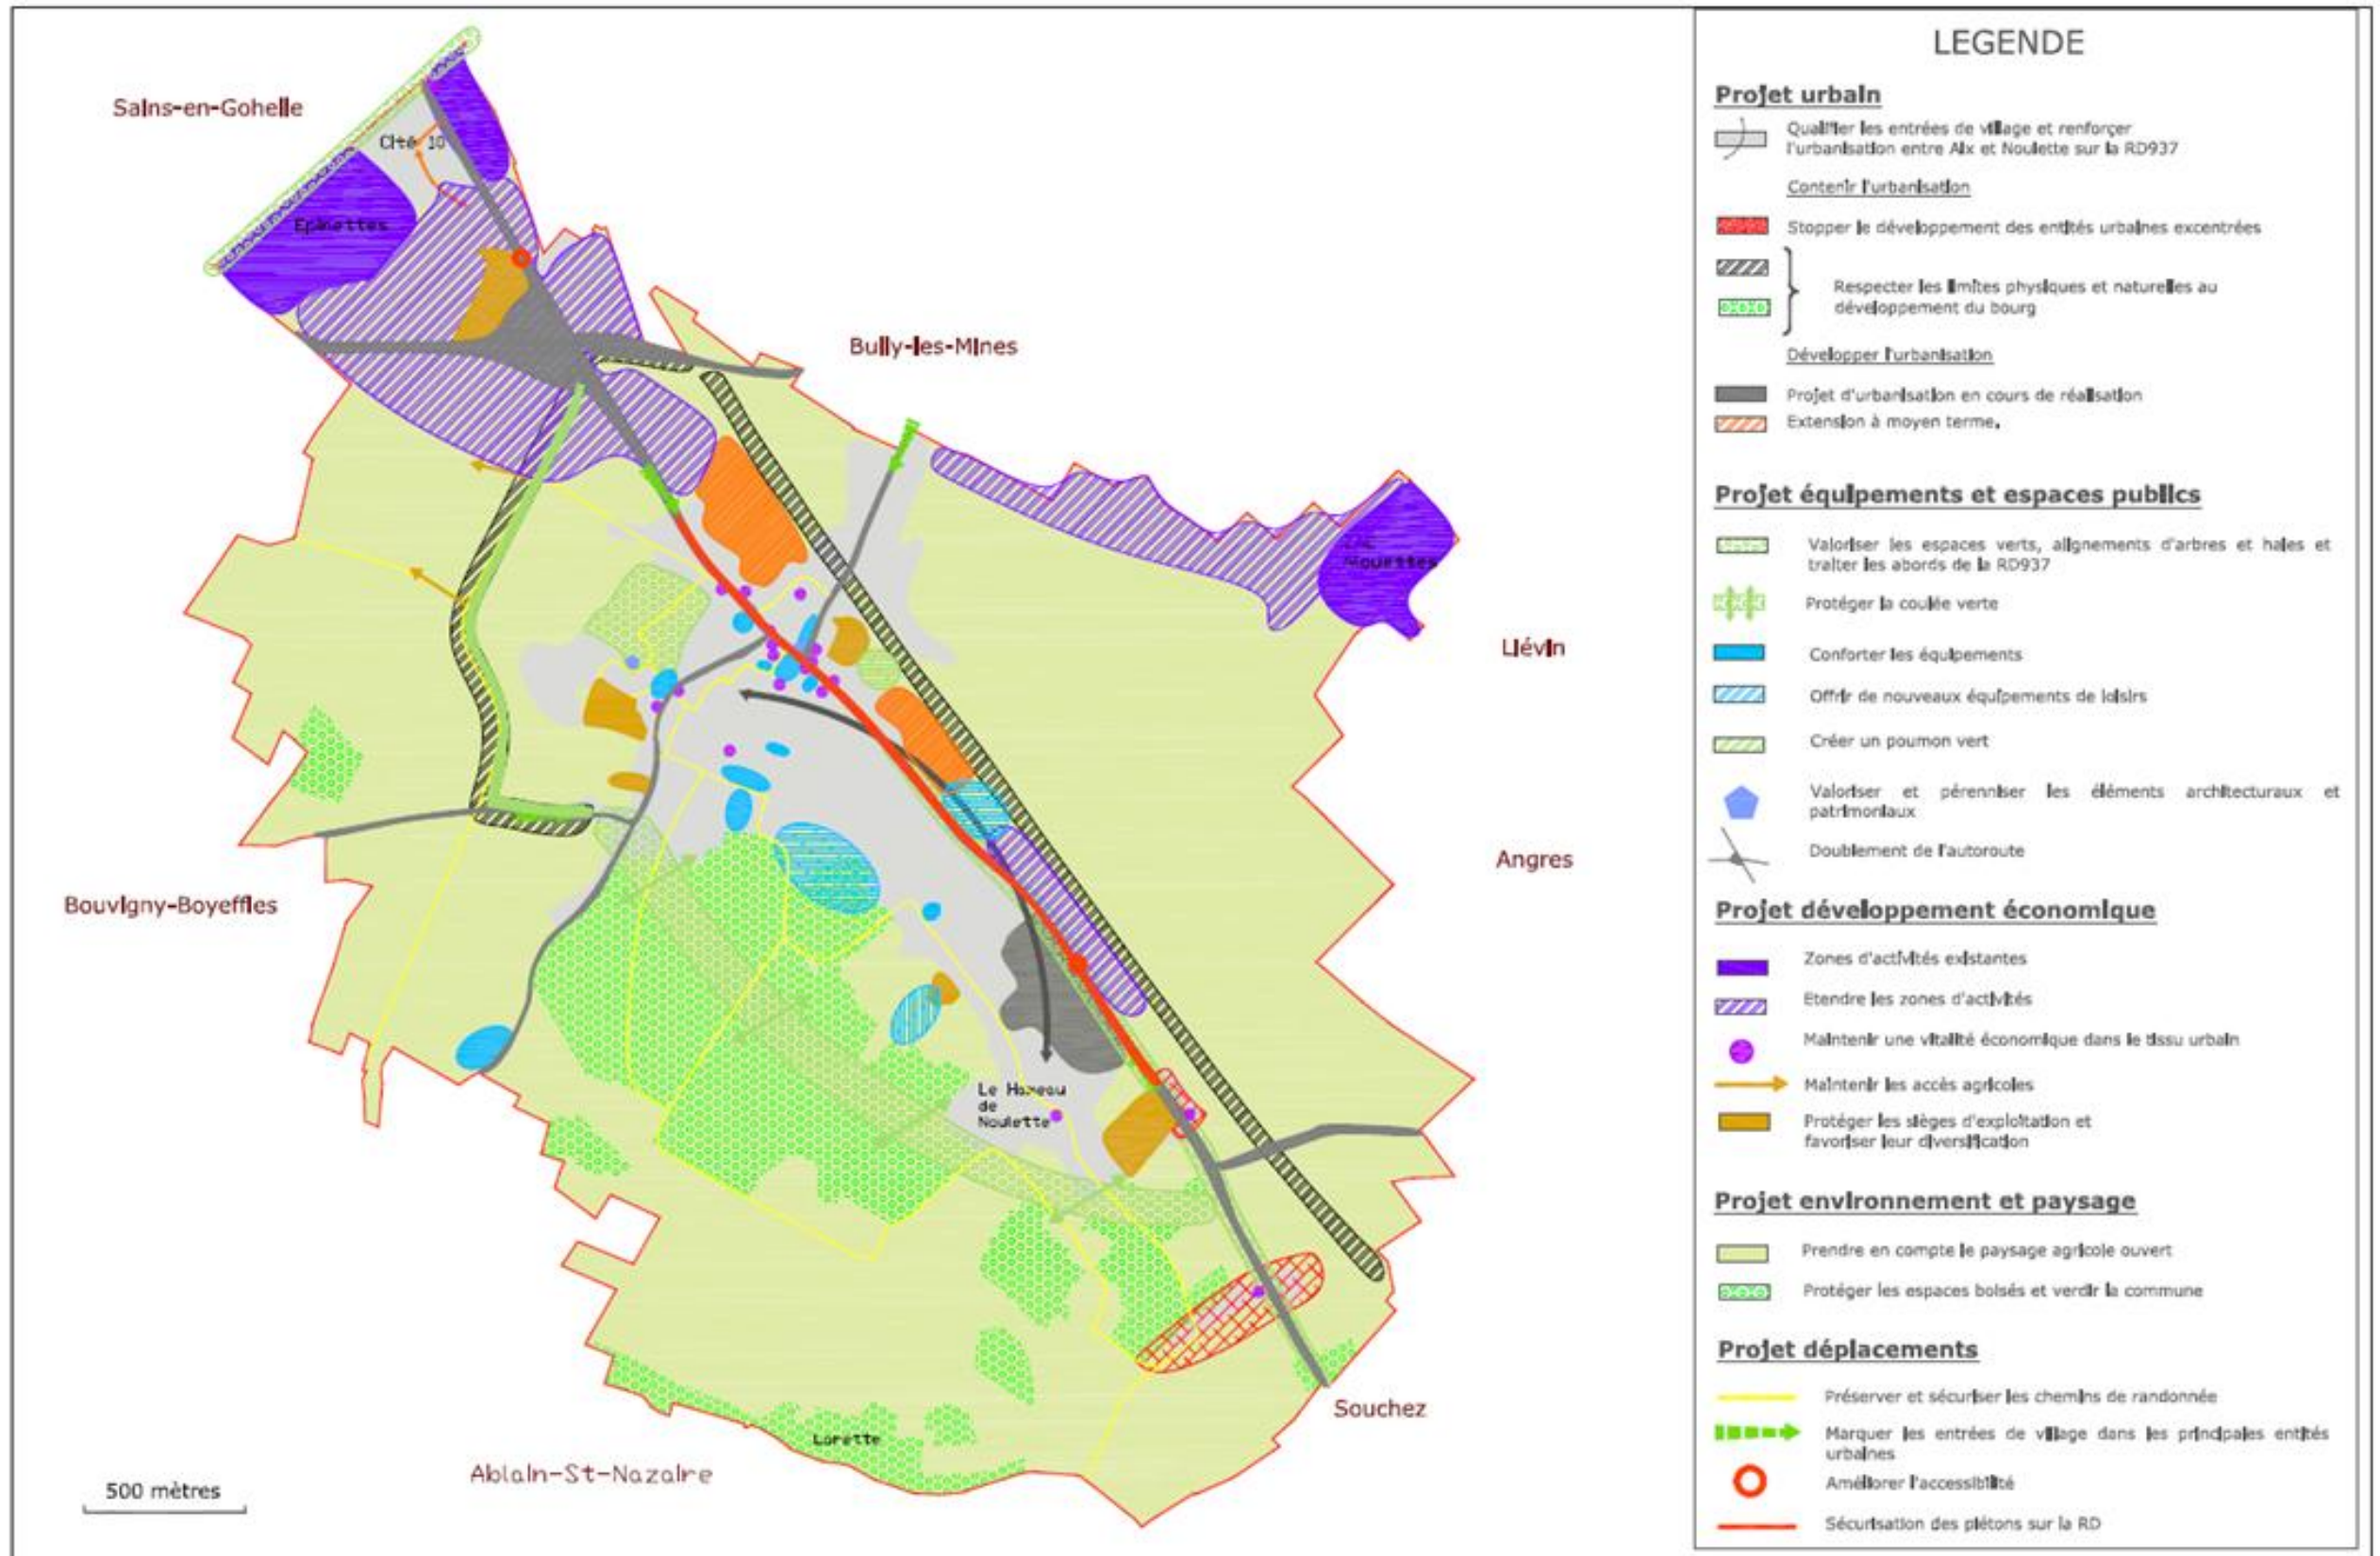 Sains-en-Gohelle
Cité 10
Epinettes
Bully-les-Mines
Mouettes
Liévin
Angres
Bouvigny-Boyeffles
Le Hameau
de
Noulette
Souchez
Lorette
Ablain-St-Nazaire
500 mètres
LEGENDE
Projet urbain
Qualifier les entrées de village et renforçer
l'urbanisation entre Aix et Noulette sur la RD937
Contenir l'urbanisation
Stopper le développement des entités urbaines excentrées
Respecter les limites physiques et naturelles au
développement du bourg
Développer l'urbanisation
Projet d'urbanisation en cours de réalisation
Extension à moyen terme.
Projet équipements et espaces publics
Valoriser les espaces verts, alignements d'arbres et haies et
traiter les abords de la RD937
Protéger la coulée verte
Conforter les équipements
Offrir de nouveaux équipements de loisirs
Créer un poumon vert
Valoriser et pérenniser les éléments architecturaux et
patrimoniaux
Doublement de l'autoroute
Projet développement économique
Zones d'activités existantes
Etendre les zones d'activités
Maintenir une vitalité économique dans le tissu urbain
Maintenir les accès agricoles
Protéger les sièges d'exploitation et
favoriser leur diversification
Projet environnement et paysage
Prendre en compte le paysage agricole ouvert
Protéger les espaces boisés et verdir la commune
Projet déplacements
Préserver et sécuriser les chemins de randonnée
Marquer les entrées de village dans les principales entités
urbaines
Améliorer l'accessibilité
Sécurisation des piétons sur la RD